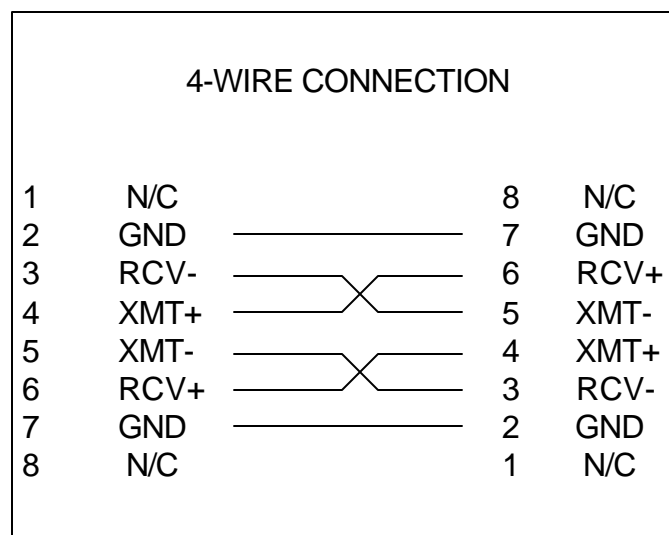 4-WIRE CONNECTION
1 N/C 8 N/C
2 GND 7 GND
3 RCV- 6 RCV+
4 XMT+ 5 XMT-
5 XMT- 4 XMT+
6 RCV+ 3 RCV-
7 GND 2 GND
8 N/C 1 N/C